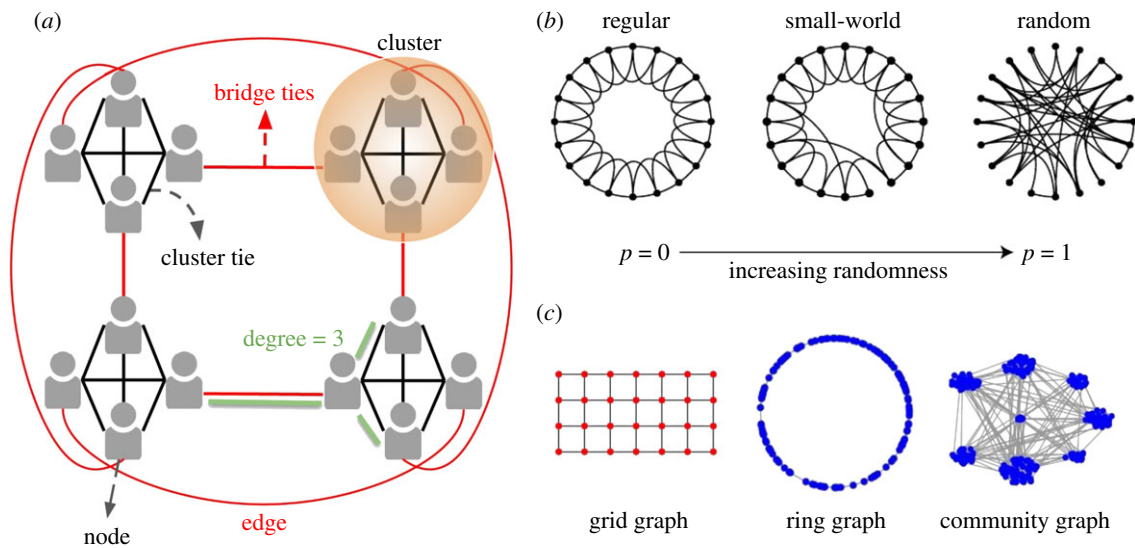 (a)
cluster
bridge ties
cluster tie
degree = 3
node
edge
(b)
regular
small-world
random
p = 0
increasing randomness
p = 1
(c)
grid graph
ring graph
community graph